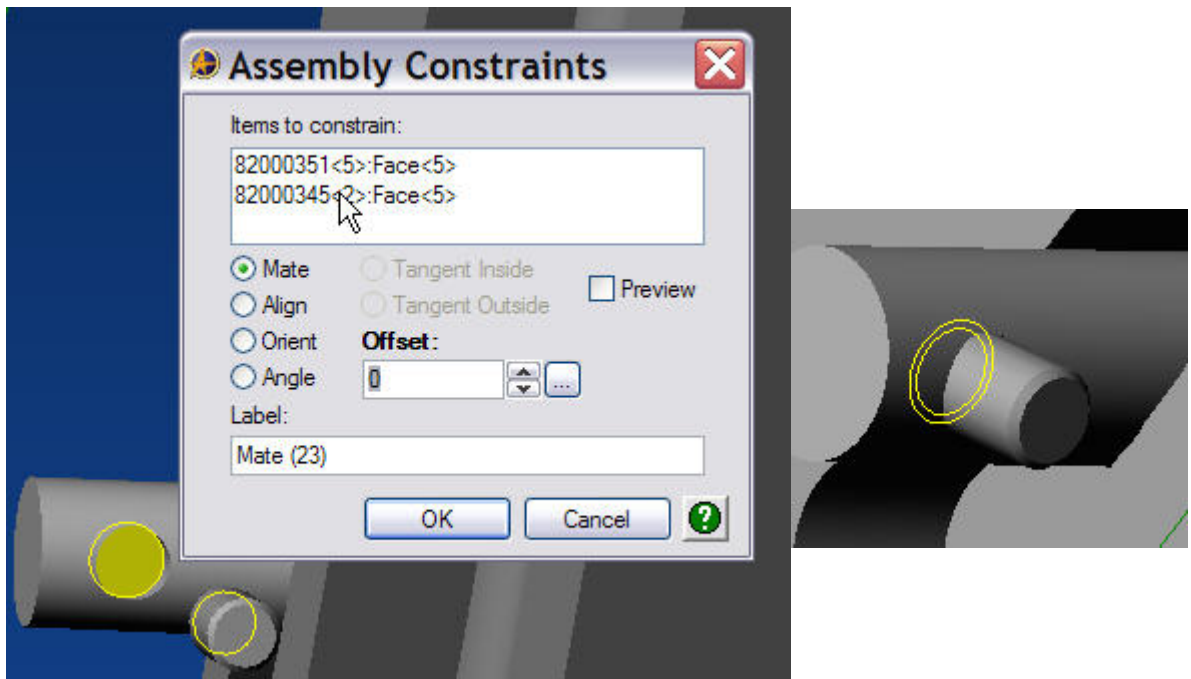 Assembly Constraints
Items to constrain:
82000351<5>:Face<5>
82000345<2>:Face<5>
Mate
Tangent Inside
Preview
Align
Tangent Outside
Orient
Offset:
Angle
0
...
Label:
Mate (23)
OK
Cancel
?